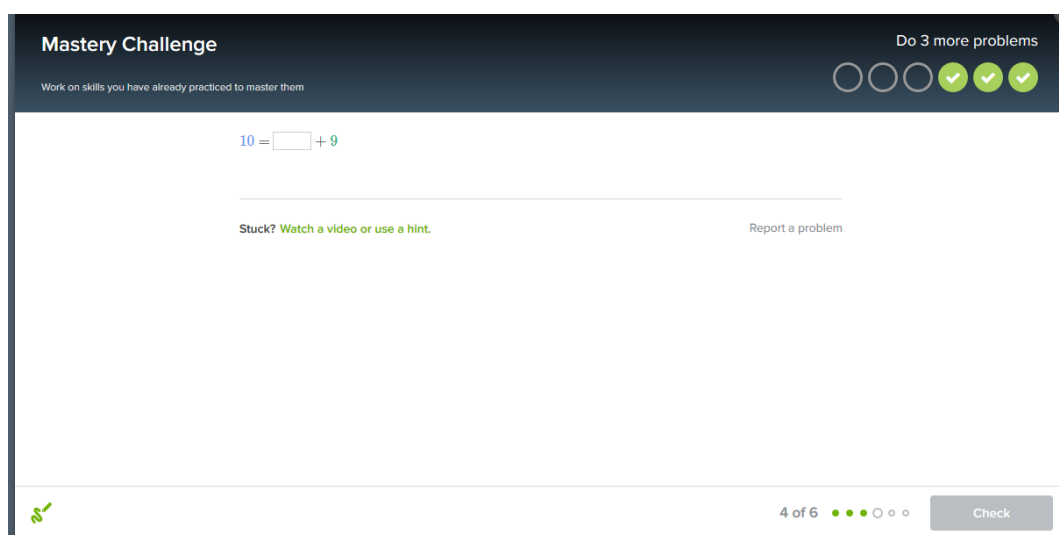 Mastery Challenge
Do 3 more problems
Work on skills you have already practiced to master them
10 = + 9
Stuck? Watch a video or use a hint.
Report a problem
4 of 6
Check